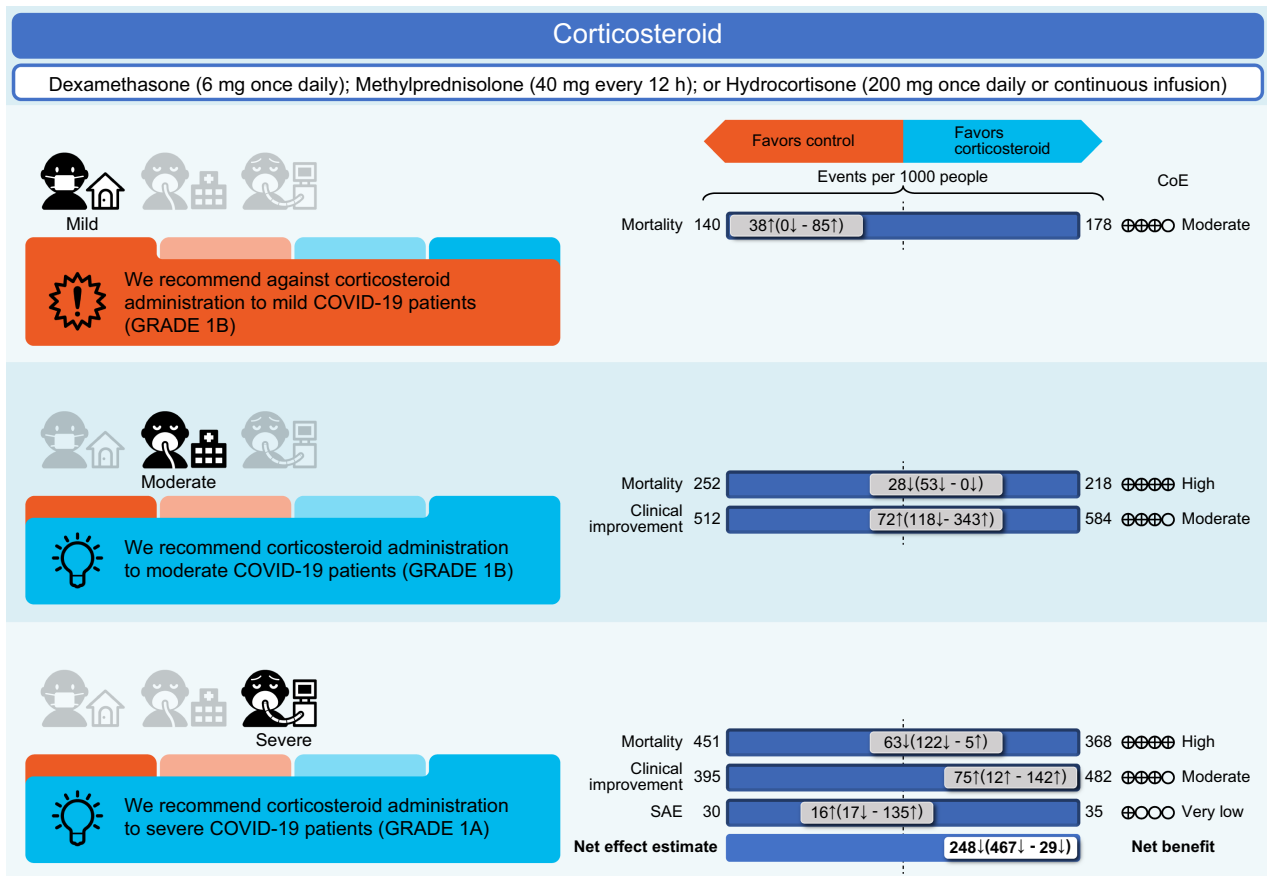 Corticosteroid
Dexamethasone (6 mg once daily); Methylprednisolone (40 mg every 12 h); or Hydrocortisone (200 mg once daily or continuous infusion)
Favors control
Favors
corticosteroid
Events per 1000 people
CoE
Mild
Mortality 140 38↑(0↓ - 85↑) 178 ⊕⊕⊕○ Moderate
We recommend against corticosteroid
administration to mild COVID-19 patients
(GRADE 1B)
Moderate
Mortality 252 28↓(53↓ - 0↓) 218 ⊕⊕⊕⊕ High
Clinical
improvement 512 72↑(118↓- 343↑) 584 ⊕⊕⊕○ Moderate
We recommend corticosteroid administration
to moderate COVID-19 patients (GRADE 1B)
Severe
Mortality 451 63↓(122↓ - 5↑) 368 ⊕⊕⊕⊕ High
Clinical
improvement 395 75↑(12↑ - 142↑) 482 ⊕⊕⊕○ Moderate
We recommend corticosteroid administration
to severe COVID-19 patients (GRADE 1A)
SAE 30 16↑(17↓ - 135↑) 35 ⊕○○○ Very low
Net effect estimate 248↓(467↓ - 29↓) Net benefit